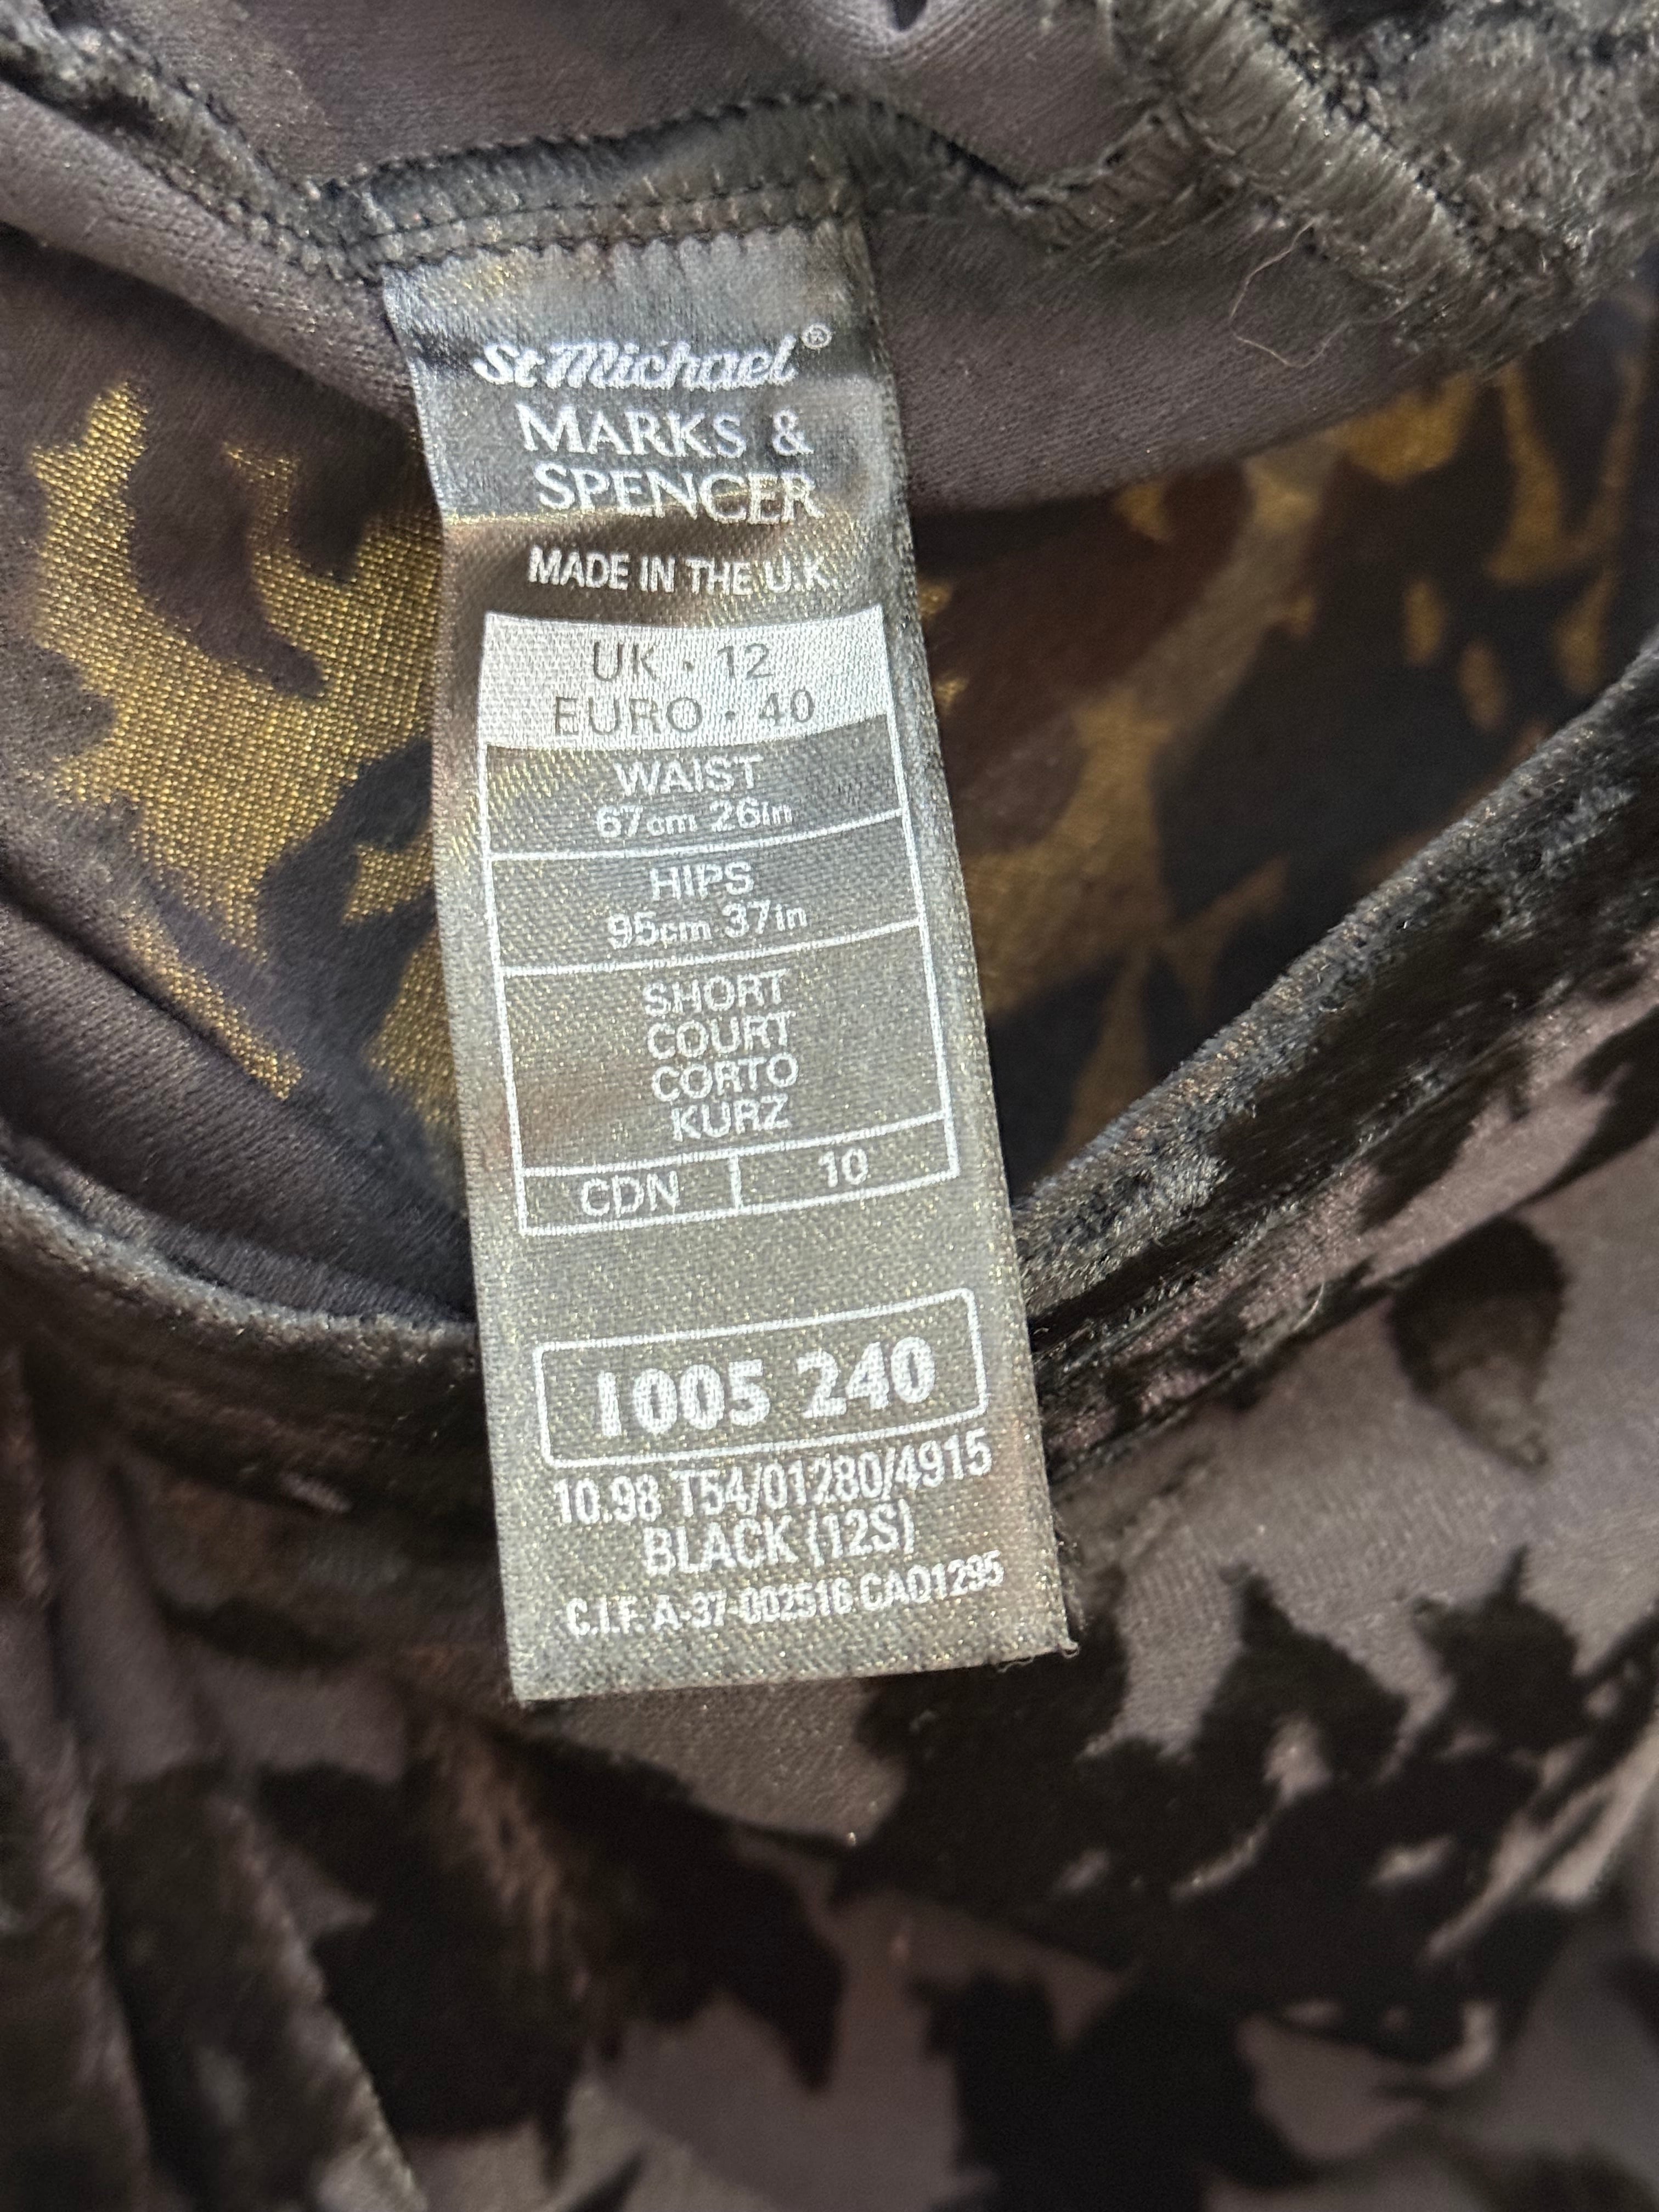 St Michael®
MARKS &
SPENCER
MADE IN THE U.K.
UK · 12
EURO · 40
WAIST
67cm 26in
HIPS
95cm 37in
SHORT
COURT
CORTO
KURZ
CDN 10
1005 240
10.98 T54/01280/4915
BLACK (12S)
C.I.F. A-37-002516 CA01295